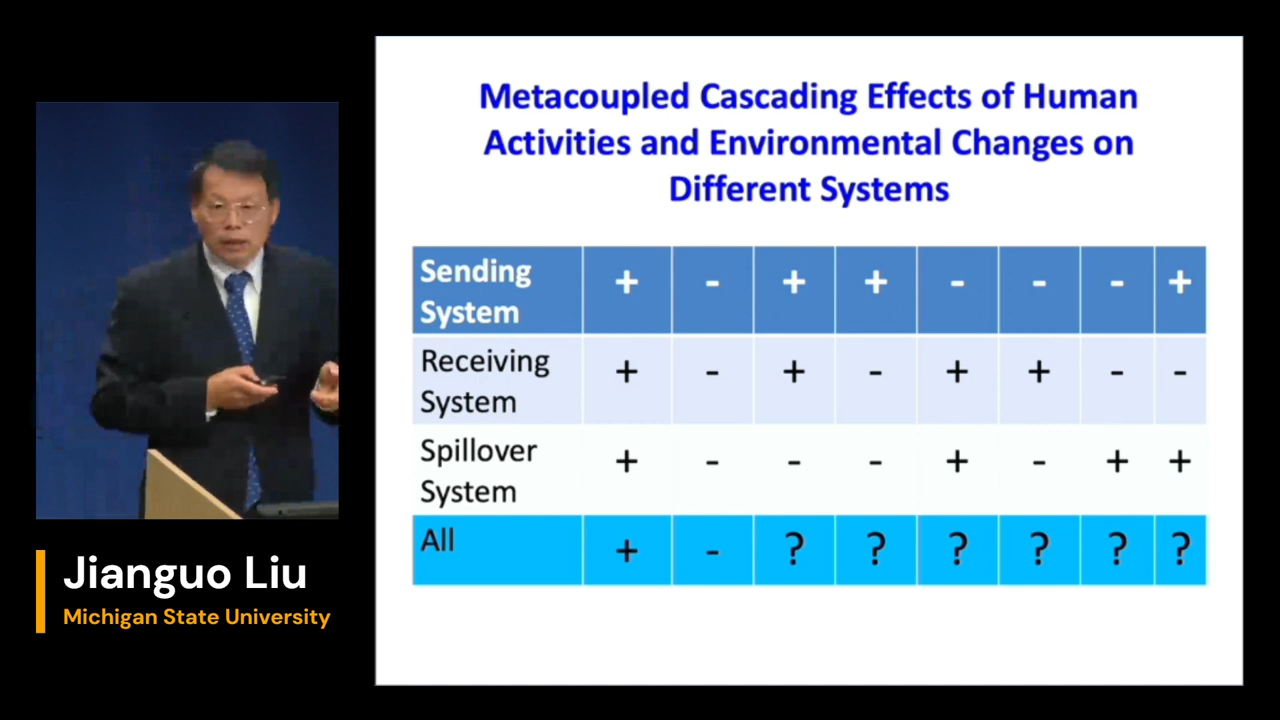 Metacoupled Cascading Effects of Human
Activities and Environmental Changes on
Different Systems
Sending System + - + + - - - +
Receiving System + - + - + + - -
Spillover System + - - - + - + +
All + - ? ? ? ? ? ?
Jianguo Liu
Michigan State University